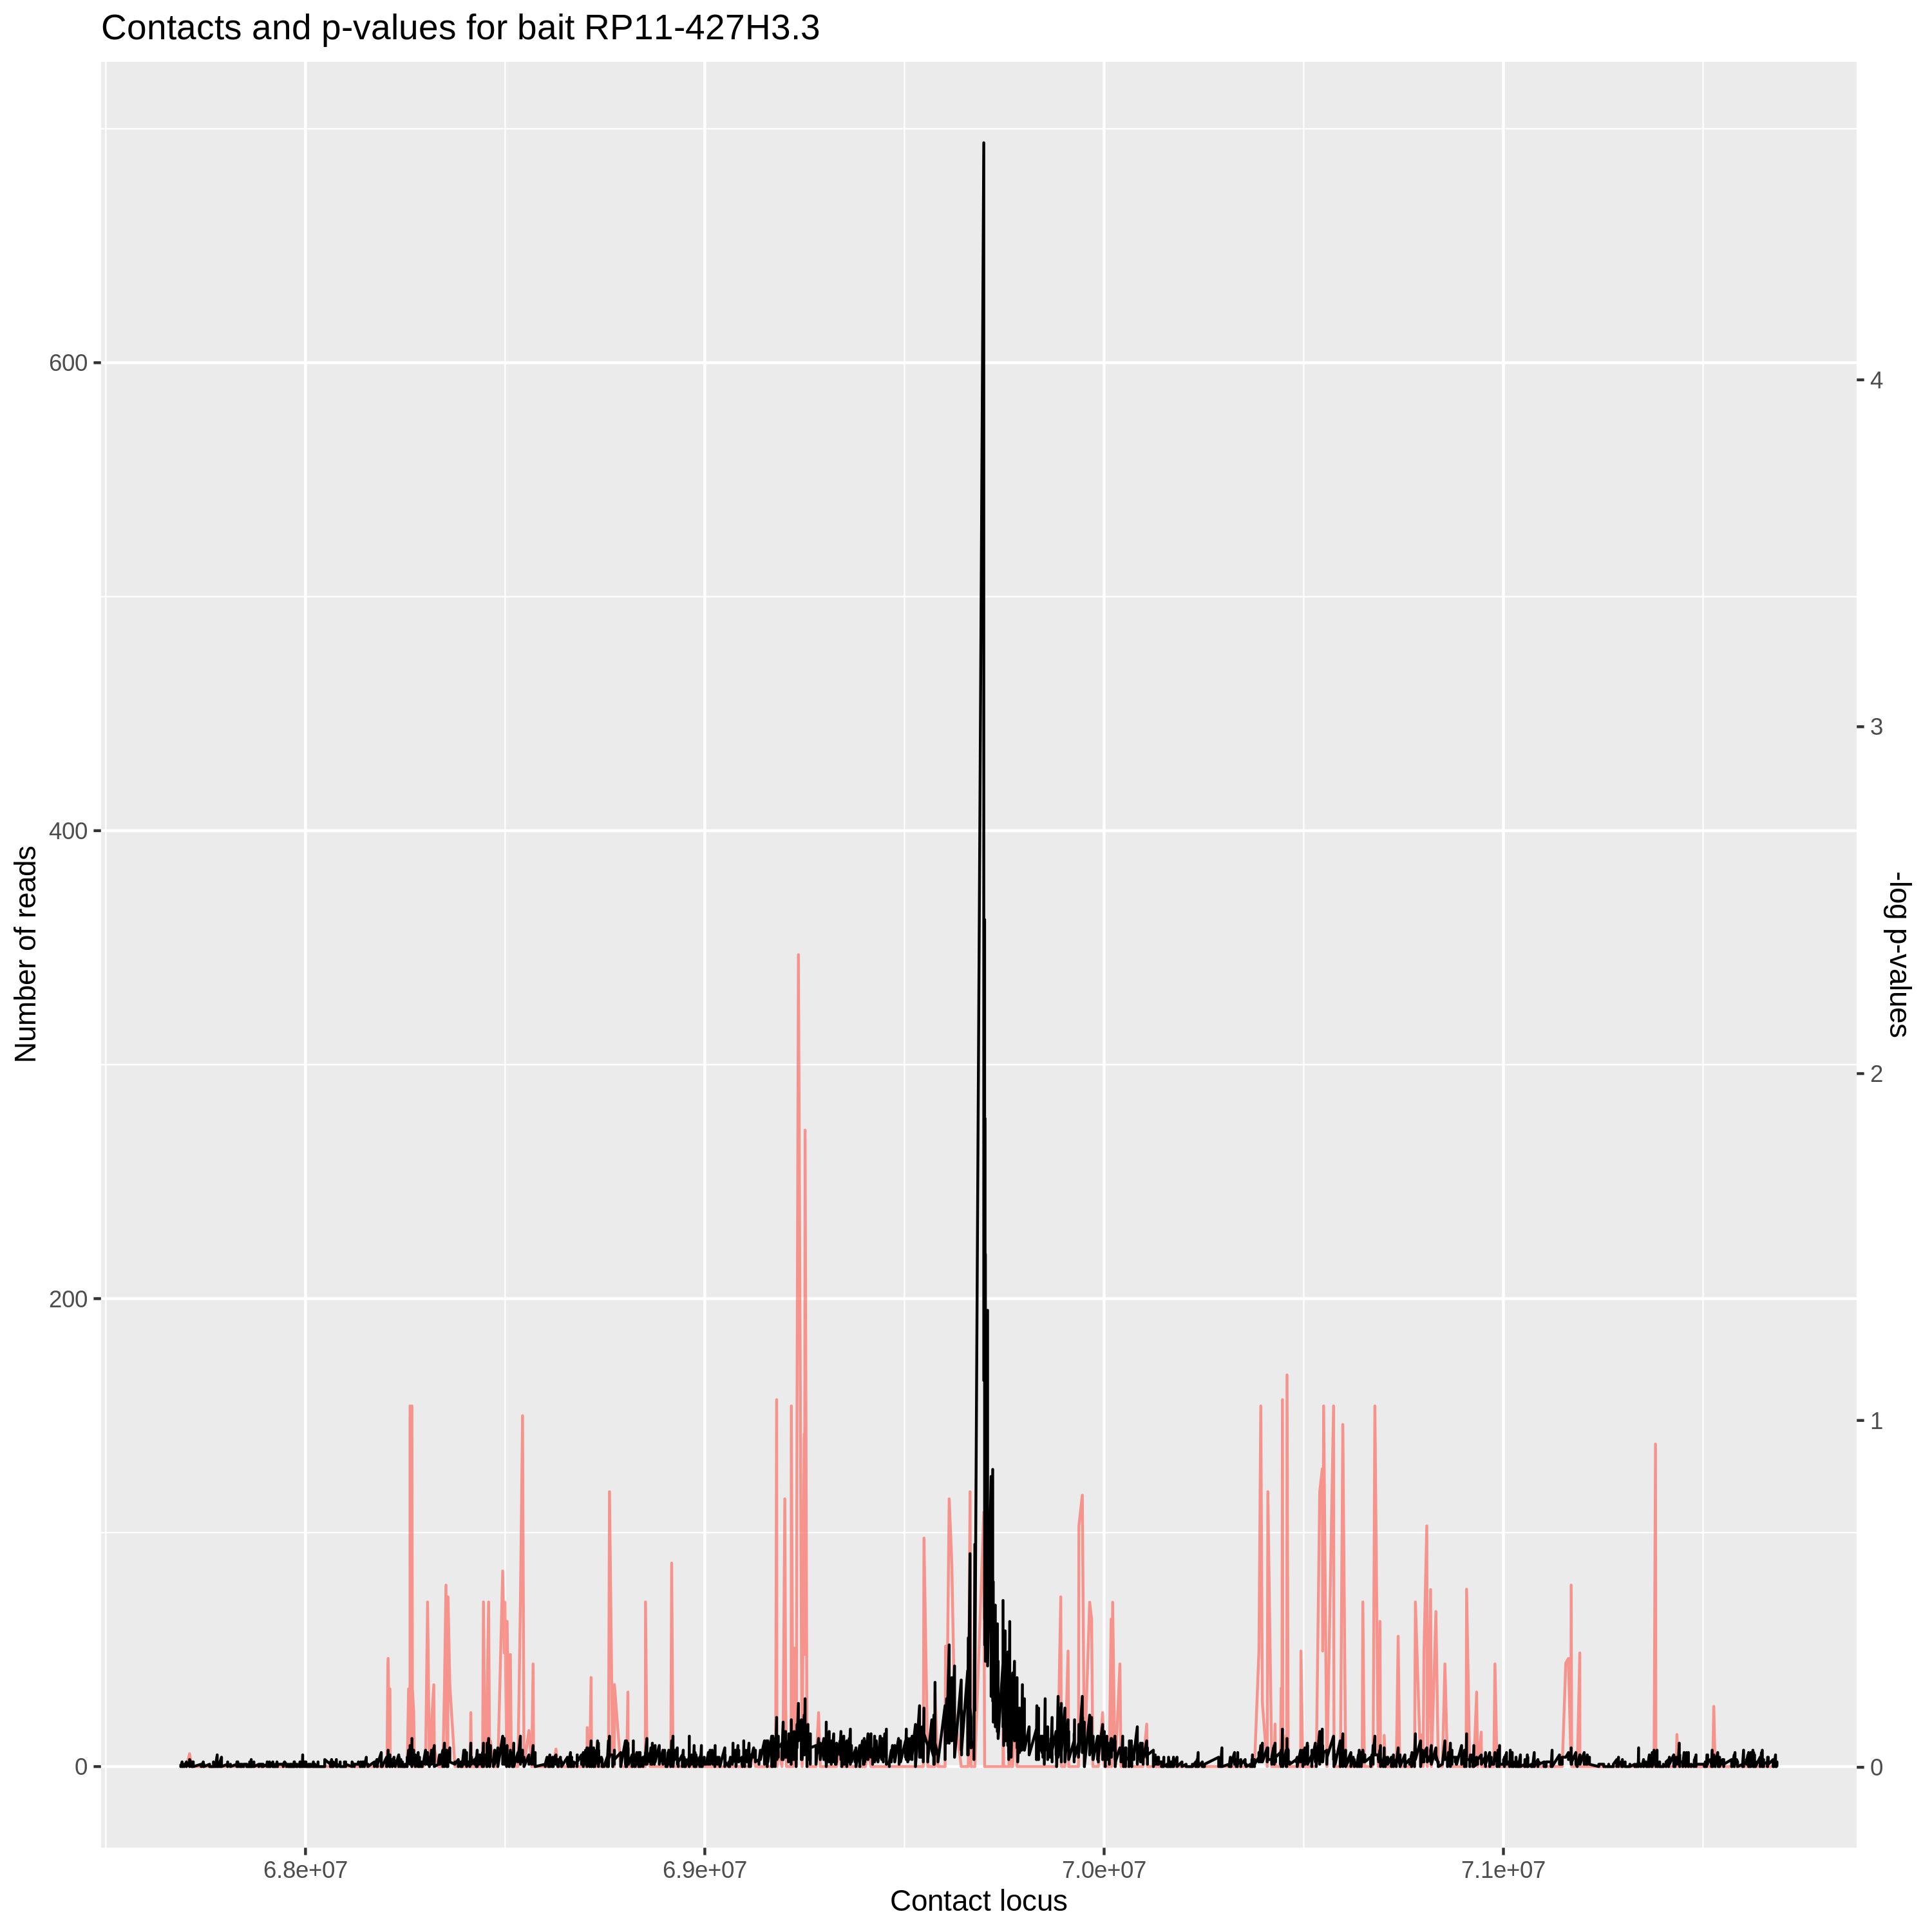 Contacts and p-values for bait RP11-427H3.3
600
400
200
0
Number of reads
4
3
2
1
0
-log p-values
6.8e+07
6.9e+07
7.0e+07
7.1e+07
Contact locus